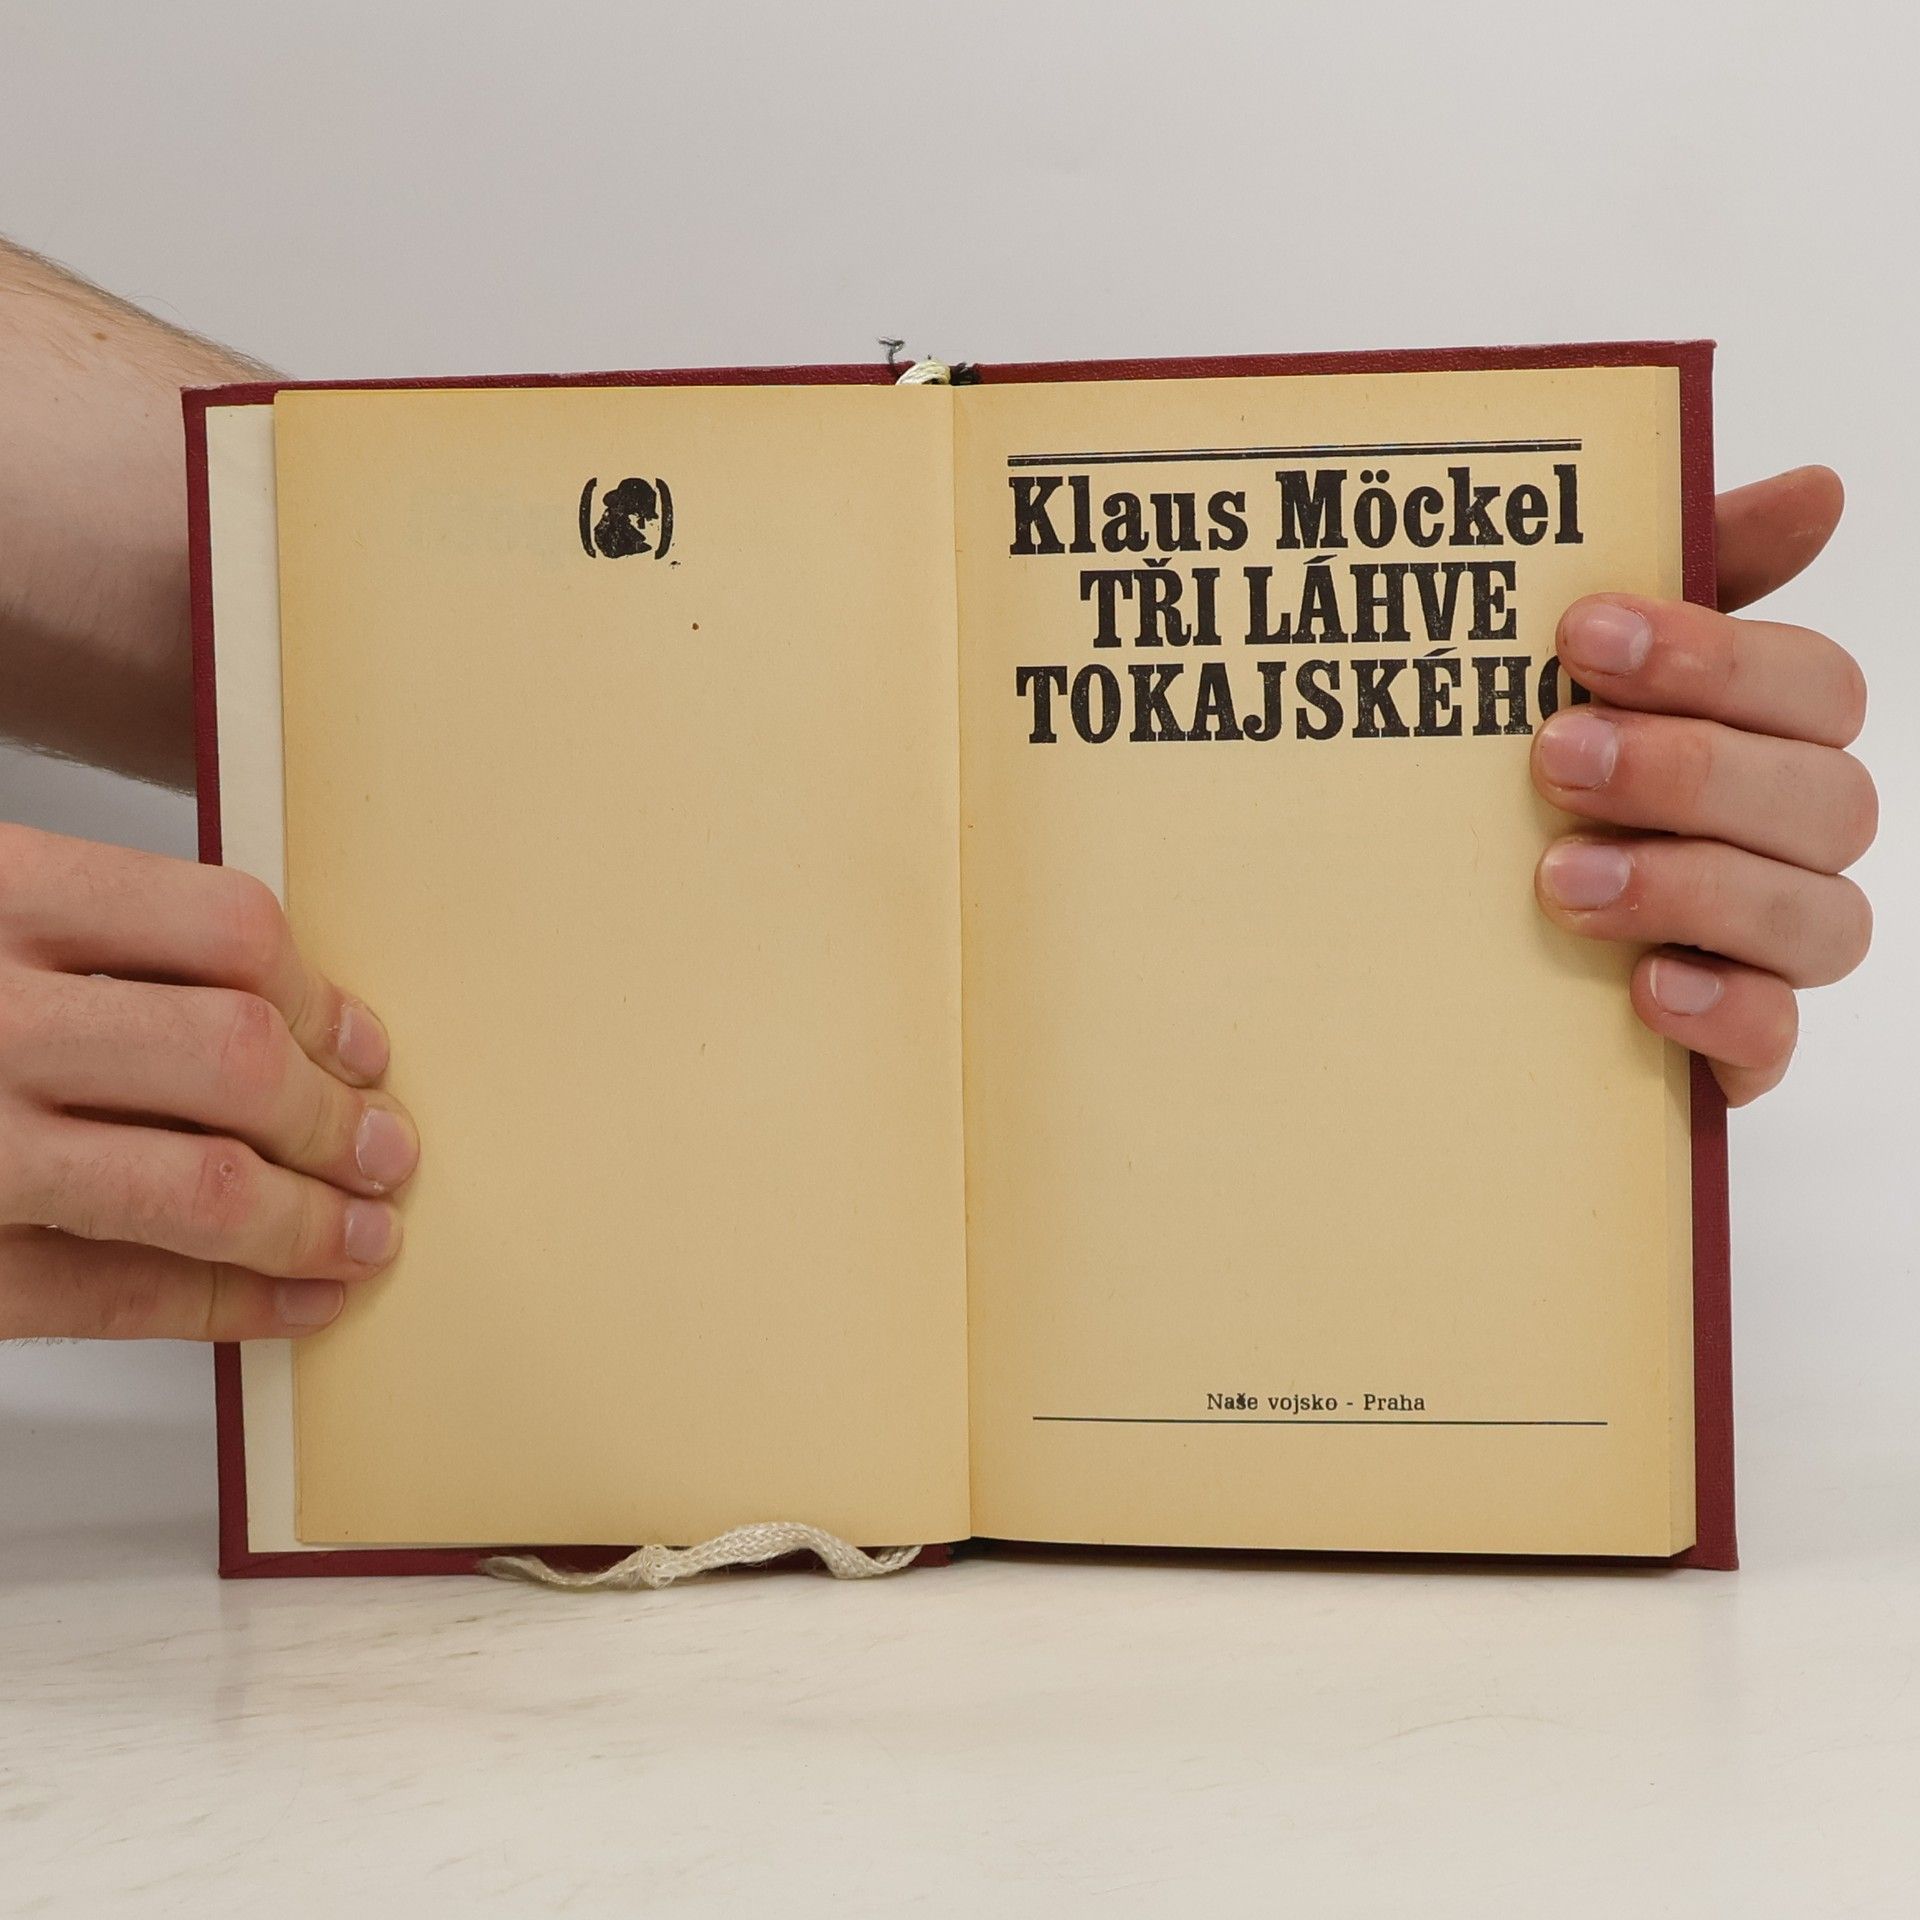 Klaus Möckel
TŘI LÁHVE
TOKAJSKÉHO
Naše vojsko - Praha